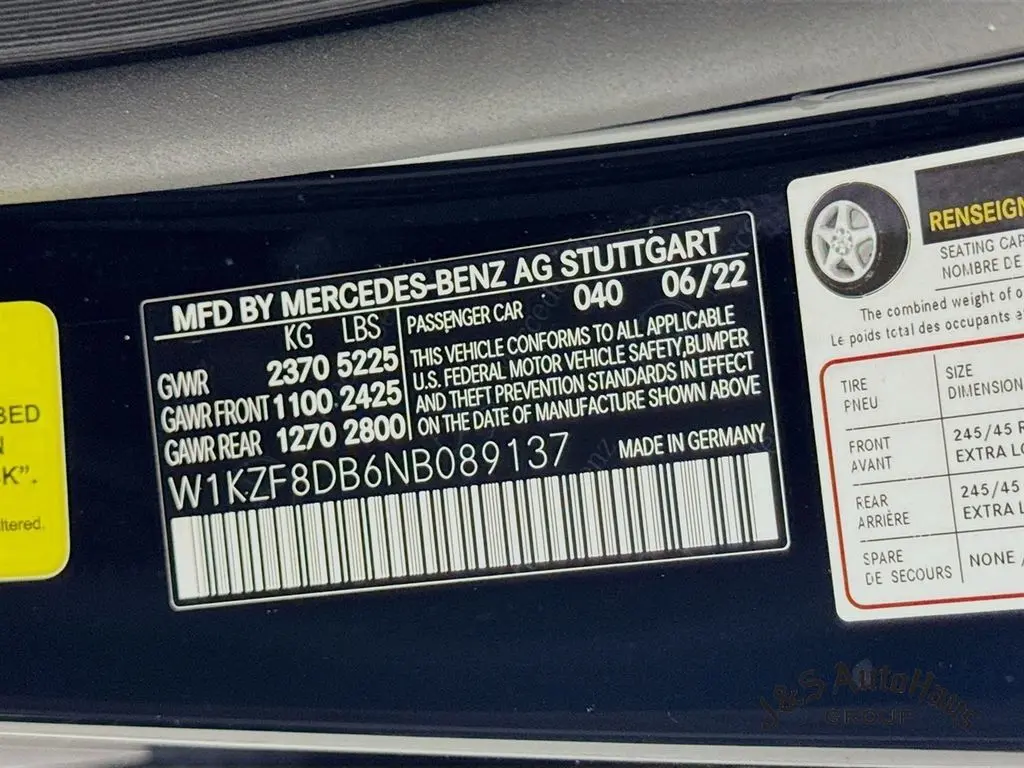 MFD BY MERCEDES-BENZ AG STUTTGART
KG LBS
GVWR 2370 5225
GAWR FRONT 1100 2425
GAWR REAR 1270 2800
PASSENGER CAR 040 06/22
THIS VEHICLE CONFORMS TO ALL APPLICABLE
U.S. FEDERAL MOTOR VEHICLE SAFETY, BUMPER
AND THEFT PREVENTION STANDARDS IN EFFECT
ON THE DATE OF MANUFACTURE SHOWN ABOVE
W1KZF8DB6NB089137 MADE IN GERMANY
RENSEIGN
SEATING CAP
NOMBRE DE
The combined weight of o
Le poids total des occupants e
TIRE
PNEU
SIZE
DIMENSION
FRONT
AVANT
245/45 R
EXTRA LO
REAR
ARRIÈRE
245/45
EXTRA L
SPARE
DE SECOURS
NONE /
BED
N
K".
ltered.
J&S AutoHaus
GROUP